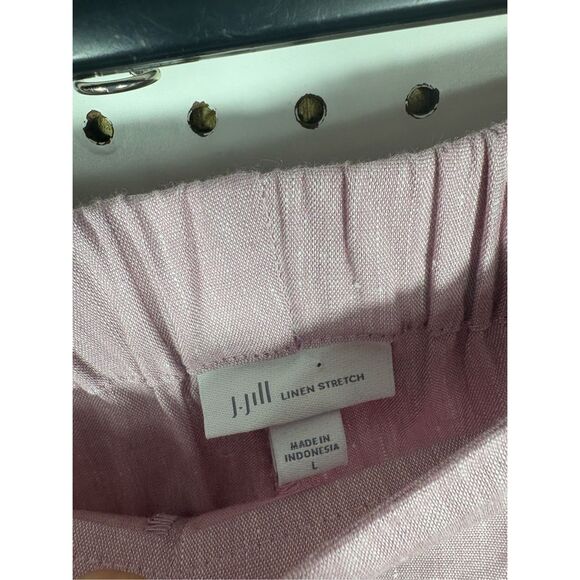 J.Jill LINEN STRETCH
MADE IN
INDONESIA
L